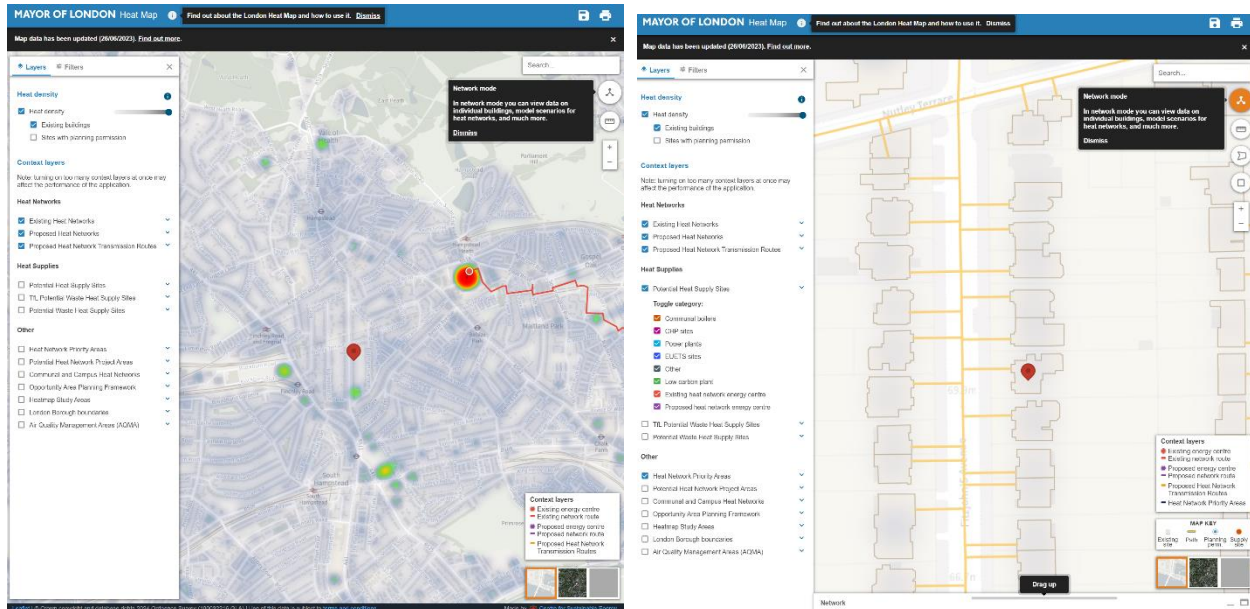 MAYOR OF LONDON Heat Map
Find out about the London Heat Map and how to use it. Dismiss
Map data has been updated (26/06/2023). Find out more.
Layers Filters
Heat density
Heat density
Existing buildings
Sites with planning permission
Context layers
Note: turning on too many context layers at once may
affect the performance of the application.
Heat Networks
Existing Heat Networks
Proposed Heat Networks
Proposed Heat Network Transmission Routes
Heat Supplies
Potential Heat Supply Sites
TfL Potential Waste Heat Supply Sites
Potential Waste Heat Supply Sites
Other
Heat Network Priority Areas
Potential Heat Network Project Areas
Communal and Campus Heat Networks
Opportunity Area Planning Framework
Heatmap Study Areas
London Borough boundaries
Air Quality Management Areas (AQMA)
Search...
Network mode
In network mode you can view data on
individual buildings, model scenarios for
heat networks, and much more.
Dismiss
+
−
East Heath
Parliament
Hill
Hampstead
Maitland Park
South
Hampstead
Context layers
Existing energy centre
Existing network route
Proposed energy centre
Proposed network route
Proposed Heat Network
Transmission Routes
MAYOR OF LONDON Heat Map
Find out about the London Heat Map and how to use it. Dismiss
Map data has been updated (26/06/2023). Find out more.
Layers Filters
Heat density
Heat density
Existing buildings
Sites with planning permission
Context layers
Note: turning on too many context layers at once may
affect the performance of the application.
Heat Networks
Existing Heat Networks
Proposed Heat Networks
Proposed Heat Network Transmission Routes
Heat Supplies
Potential Heat Supply Sites
Toggle category:
Communal boilers
CHP sites
Power plants
EUETS sites
Other
Low carbon plant
Existing heat network energy centre
Proposed heat network energy centre
TfL Potential Waste Heat Supply Sites
Potential Waste Heat Supply Sites
Other
Heat Network Priority Areas
Potential Heat Network Project Areas
Communal and Campus Heat Networks
Opportunity Area Planning Framework
Heatmap Study Areas
London Borough boundaries
Air Quality Management Areas (AQMA)
Search...
Nutley Terrace
Network mode
In network mode you can view data on
individual buildings, model scenarios for
heat networks, and much more.
Dismiss
+
−
Context layers
Existing energy centre
Existing network route
Proposed energy centre
Proposed network route
Proposed Heat Network
Transmission Routes
Heat Network Priority Areas
MAP KEY
Existing site
Path
Planning perm.
Supply site
Drag up
Network